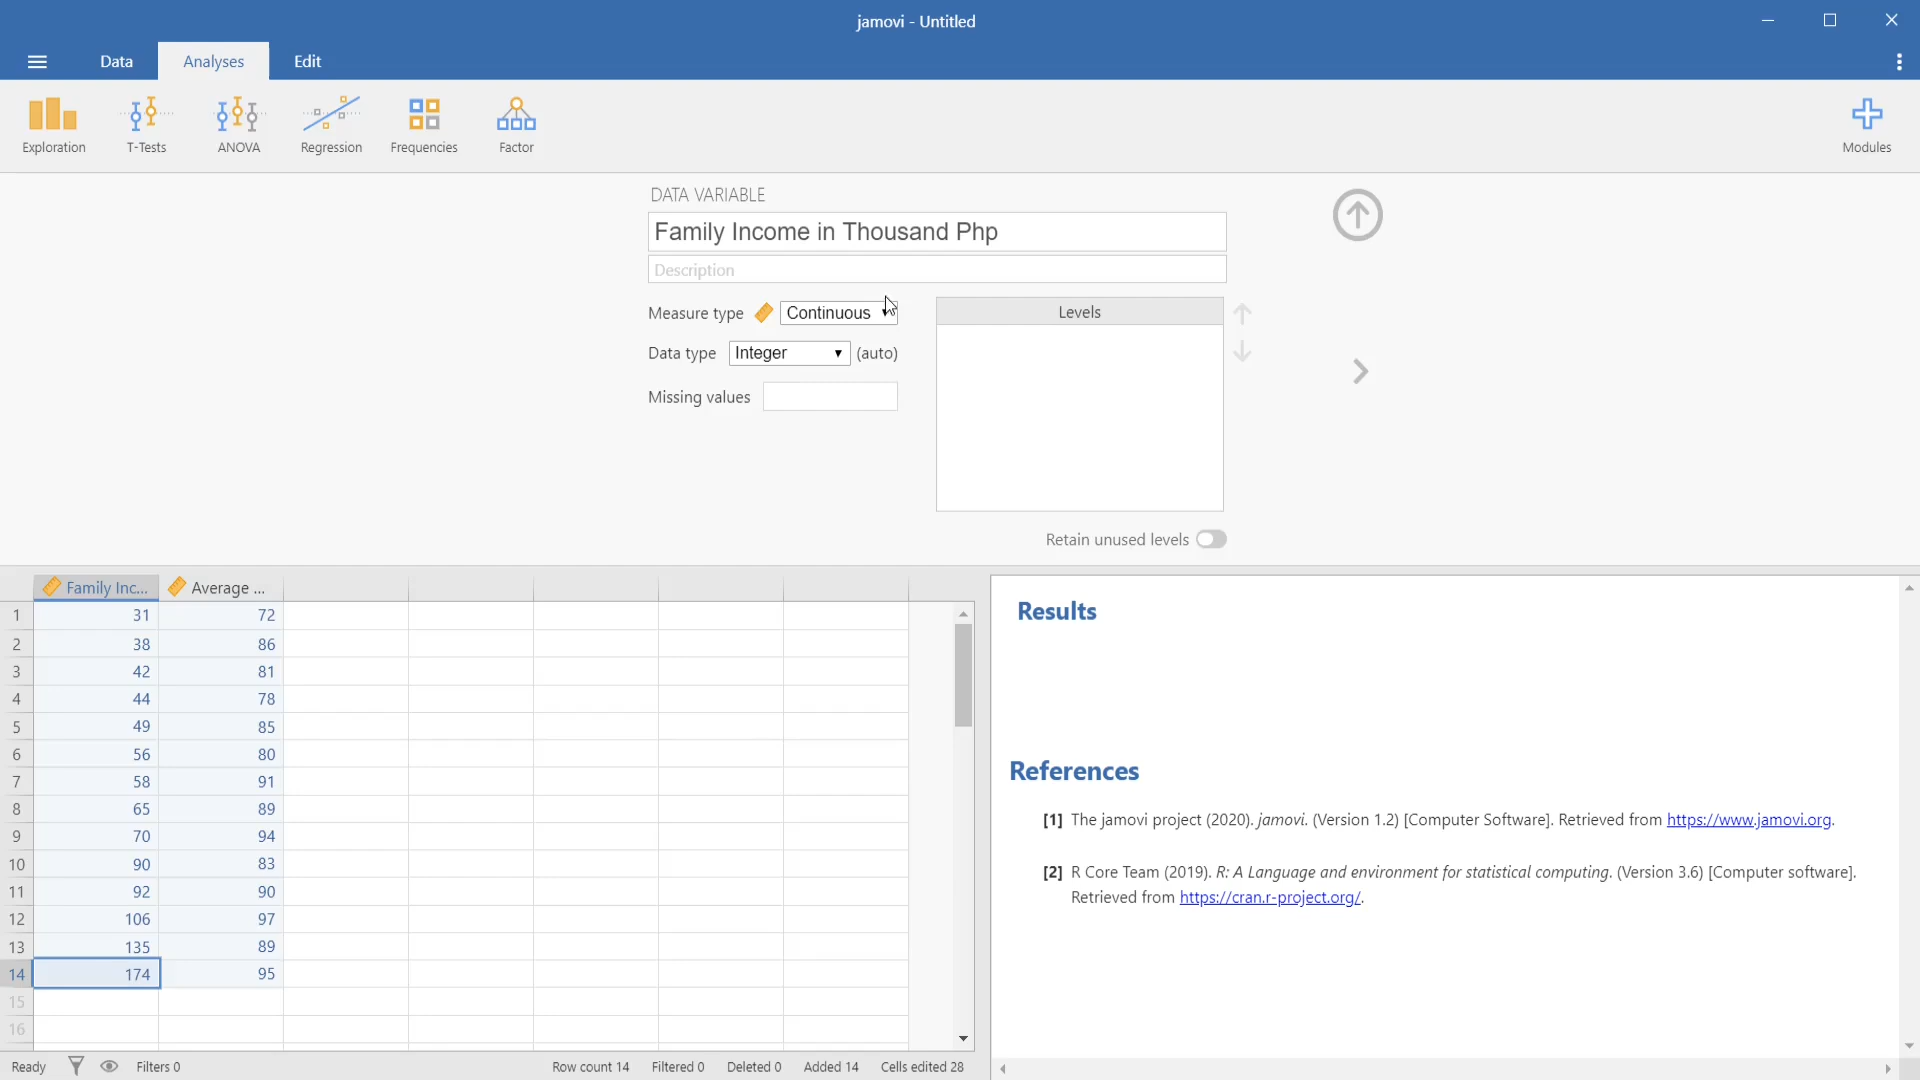 jamovi - Untitled
Data
Analyses
Edit
Exploration
T-Tests
ANOVA
Regression
Frequencies
Factor
Modules
DATA VARIABLE
Family Income in Thousand Php
Description
Measure type
Continuous
Levels
Data type
Integer
(auto)
Missing values
Retain unused levels
Family Inc...
Average ...
1 31 72
2 38 86
3 42 81
4 44 78
5 49 85
6 56 80
7 58 91
8 65 89
9 70 94
10 90 83
11 92 90
12 106 97
13 135 89
14 174 95
15
16
Results
References
[1] The jamovi project (2020). jamovi. (Version 1.2) [Computer Software]. Retrieved from https://www.jamovi.org.
[2] R Core Team (2019). R: A Language and environment for statistical computing. (Version 3.6) [Computer software].
Retrieved from https://cran.r-project.org/.
Ready
Filters 0
Row count 14
Filtered 0
Deleted 0
Added 14
Cells edited 28